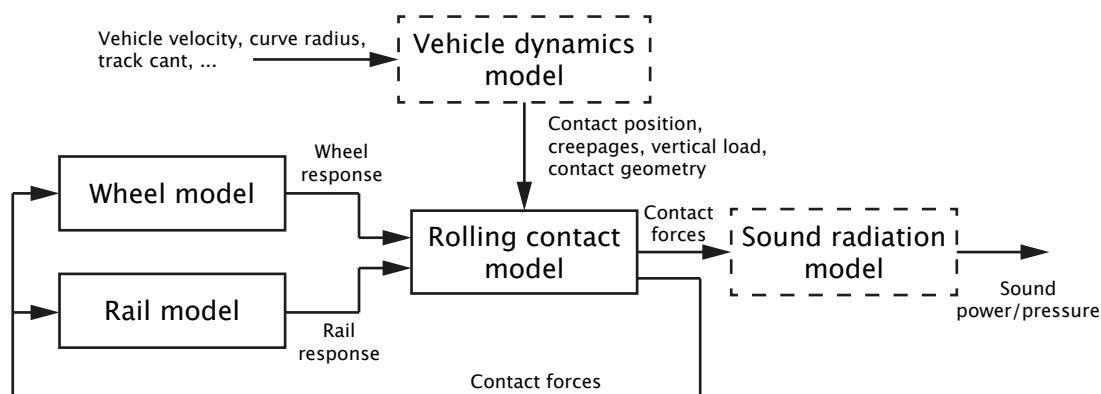 Vehicle velocity, curve radius,
track cant, ...
Vehicle dynamics
model
Contact position,
creepages, vertical load,
contact geometry
Wheel
response
Wheel model
Rolling contact
model
Contact
forces
Sound radiation
model
Sound
power/pressure
Rail model
Rail
response
Contact forces